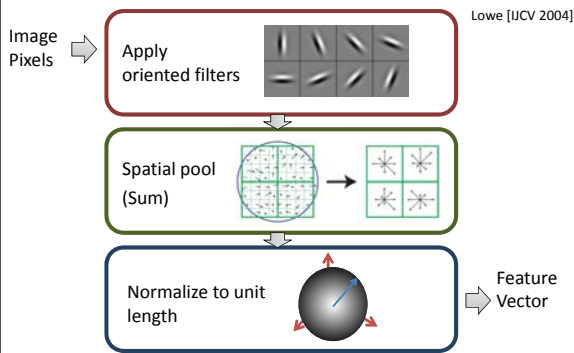 Lowe [IJCV 2004]
Image
Pixels
Apply
oriented filters
Spatial pool
(Sum)
Normalize to unit
length
Feature
Vector